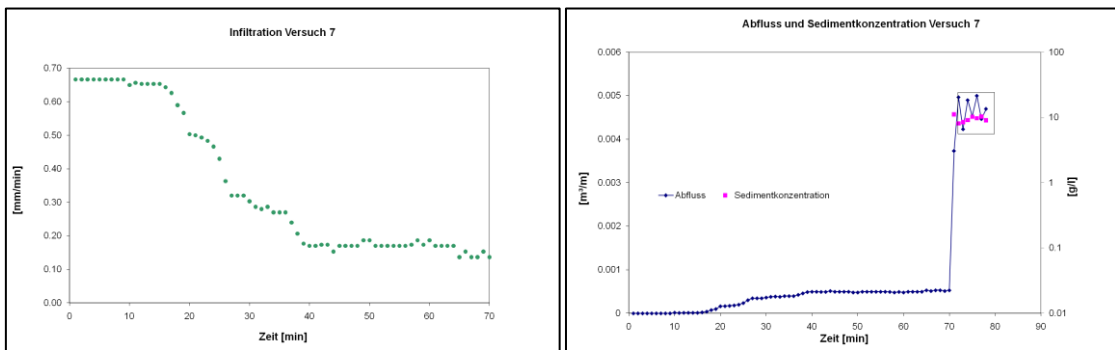 Infiltration Versuch 7
0.70
0.60
0.50
0.40
0.30
0.20
0.10
0.00
[mm/min]
0 10 20 30 40 50 60 70
Zeit [min]
Abfluss und Sedimentkonzentration Versuch 7
0.006
0.005
0.004
0.003
0.002
0.001
0
[m³/m]
Abfluss Sedimentkonzentration
100
10
1
0.1
0.01
[g/l]
0 10 20 30 40 50 60 70 80 90
Zeit [min]